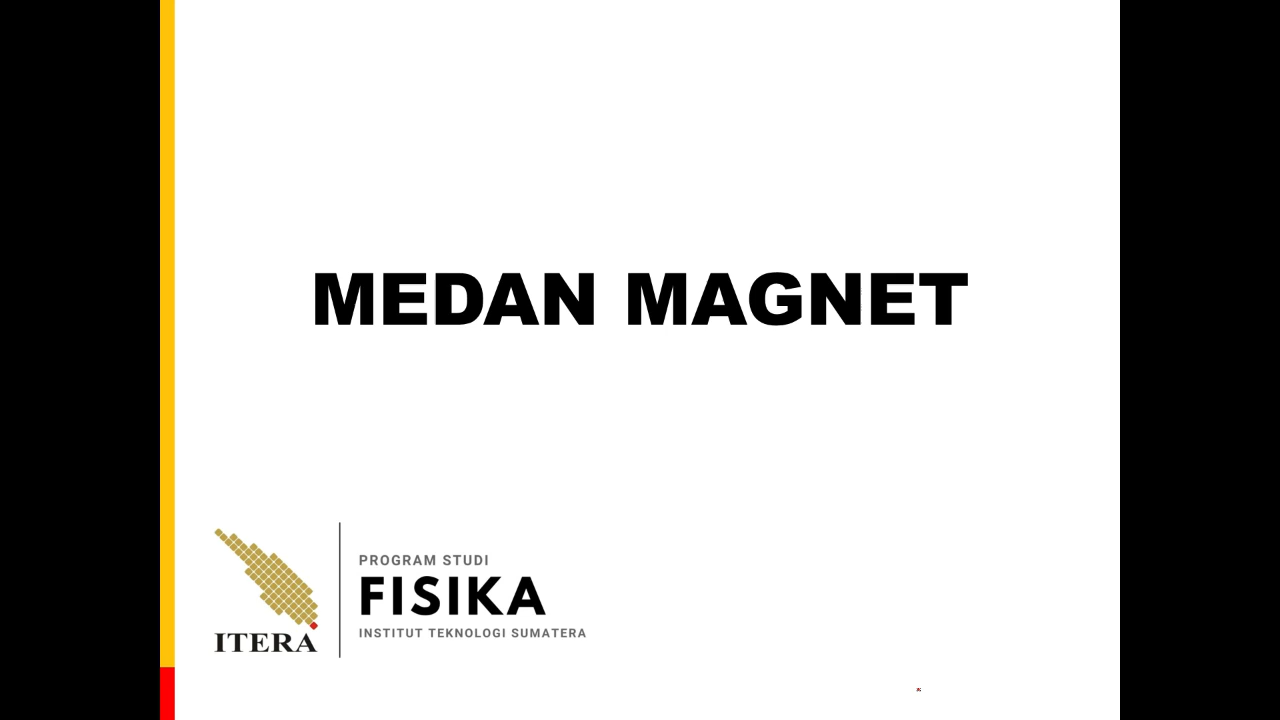 MEDAN MAGNET
PROGRAM STUDI
FISIKA
INSTITUT TEKNOLOGI SUMATERA
ITERA